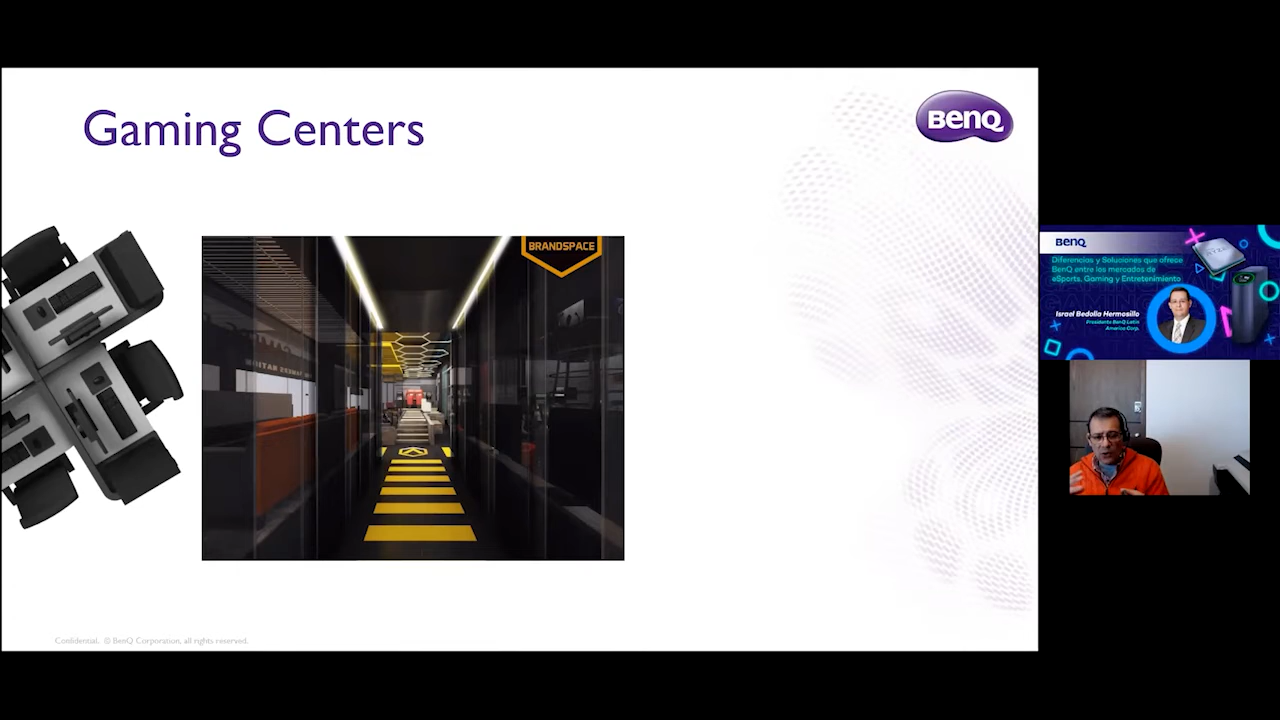 Gaming Centers
BenQ
BRANDSPACE
Confidential. © BenQ Corporation, all rights reserved.
BenQ
Diferencias y Soluciones que ofrece
BenQ entre los mercados de
eSports, Gaming y Entretenimiento
Israel Bedolla Hermosillo
Presidente BenQ Latin
America Corp.